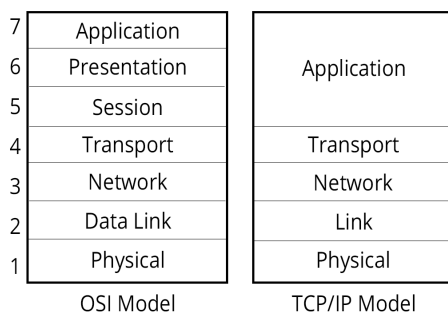 7 Application
6 Presentation
5 Session
4 Transport
3 Network
2 Data Link
1 Physical
OSI Model
Application
Transport
Network
Link
Physical
TCP/IP Model